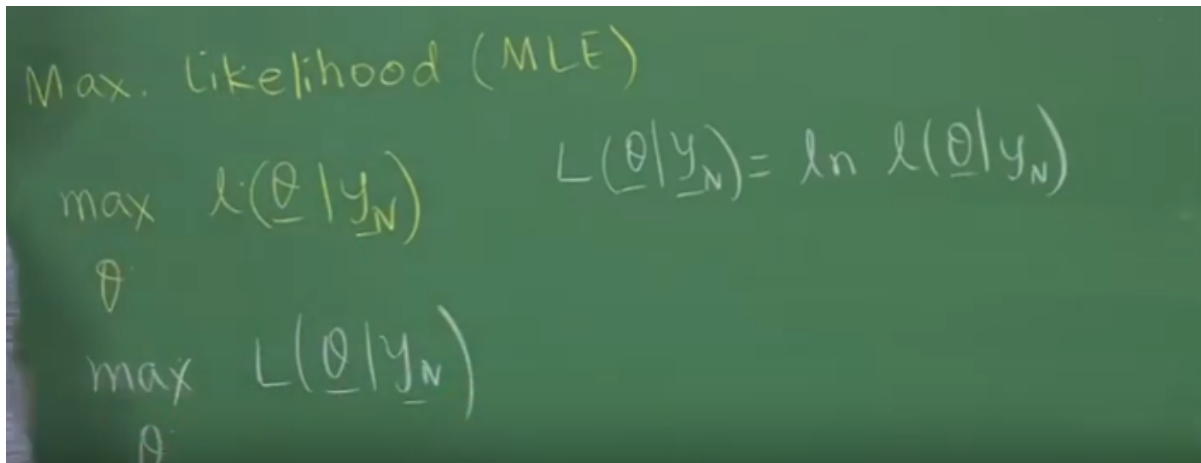 Max. Likelihood (MLE)
max l(θ|y_N) L(θ|y_N) = ln l(θ|y_N)
θ
max L(θ|y_N)
θ